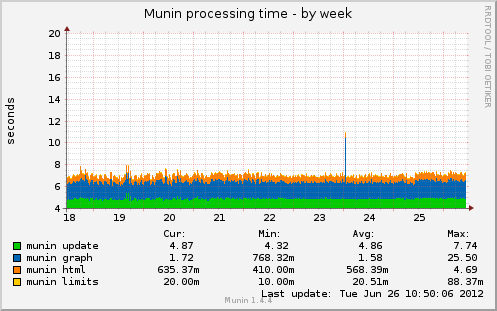 Munin processing time - by week
RRDTOOL / TOBI OETIKER
seconds
20
18
16
14
12
10
8
6
4
18 19 20 21 22 23 24 25
Cur: Min: Avg: Max:
munin update 4.87 4.32 4.86 7.74
munin graph 1.72 768.32m 1.58 25.50
munin html 635.37m 410.00m 568.39m 4.69
munin limits 20.00m 10.00m 20.51m 88.37m
Last update: Tue Jun 26 10:50:06 2012
Munin 1.4.4